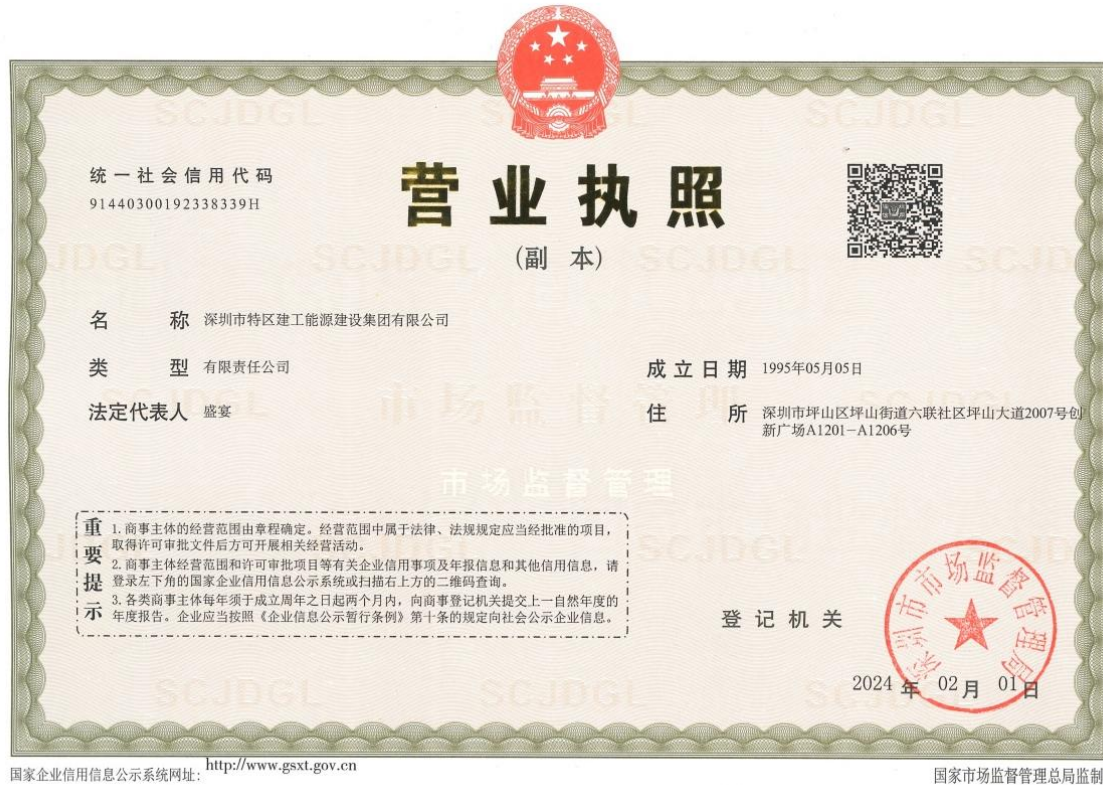 统一社会信用代码
91440300192338339H
营业执照
(副 本)
名 称 深圳市特区建工能源建设集团有限公司
类 型 有限责任公司
成立日期 1995年05月05日
法定代表人 盛宴
住 所 深圳市坪山区坪山街道六联社区坪山大道2007号创
新广场A1201-A1206号
市场监督管理
市场监督管理
重要提示
1. 商事主体的经营范围由章程确定。经营范围中属于法律、法规规定应当经批准的项目，
取得许可审批文件后方可开展相关经营活动。
2. 商事主体经营范围和许可审批项目等有关企业信用事项及年报信息和其他信用信息，请
登录左下角的国家企业信用信息公示系统或扫描右上方的二维码查询。
3. 各类商事主体每年须于成立周年之日起两个月内，向商事登记机关提交上一自然年度的
年度报告。企业应当按照《企业信息公示暂行条例》第十条的规定向社会公示企业信息。
登记机关
深圳市市场监督管理局
2024 年 02 月 01 日
SCJDGL
国家企业信用信息公示系统网址： http://www.gsxt.gov.cn
国家市场监督管理总局监制